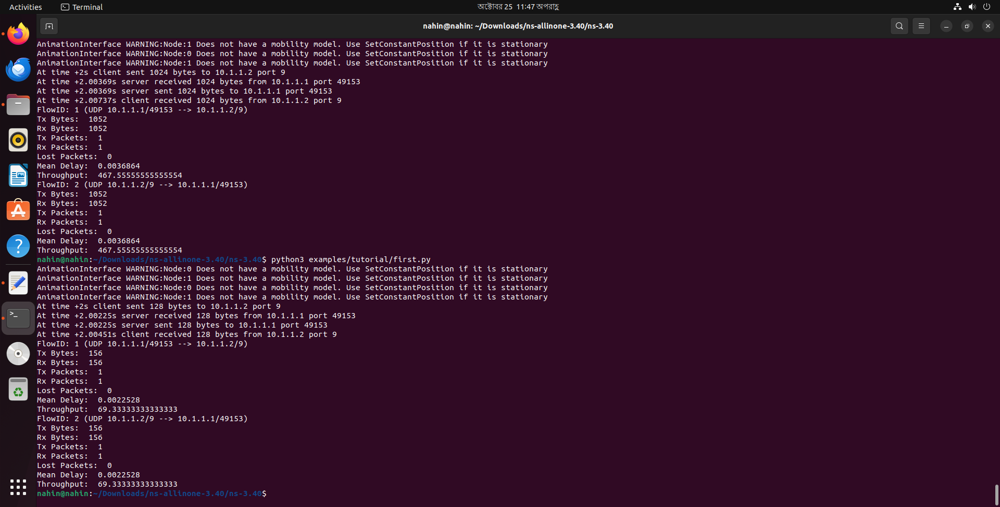 Activities
Terminal
অক্টোবর 25 11:47 অপরাহ্ণ
nahin@nahin: ~/Downloads/ns-allinone-3.40/ns-3.40
AnimationInterface WARNING:Node:1 Does not have a mobility model. Use SetConstantPosition if it is stationary
AnimationInterface WARNING:Node:0 Does not have a mobility model. Use SetConstantPosition if it is stationary
AnimationInterface WARNING:Node:1 Does not have a mobility model. Use SetConstantPosition if it is stationary
At time +2s client sent 1024 bytes to 10.1.1.2 port 9
At time +2.00369s server received 1024 bytes from 10.1.1.1 port 49153
At time +2.00369s server sent 1024 bytes to 10.1.1.1 port 49153
At time +2.00737s client received 1024 bytes from 10.1.1.2 port 9
FlowID: 1 (UDP 10.1.1.1/49153 --> 10.1.1.2/9)
Tx Bytes:  1052
Rx Bytes:  1052
Tx Packets:  1
Rx Packets:  1
Lost Packets:  0
Mean Delay:  0.0036864
Throughput:  467.55555555555554
FlowID: 2 (UDP 10.1.1.2/9 --> 10.1.1.1/49153)
Tx Bytes:  1052
Rx Bytes:  1052
Tx Packets:  1
Rx Packets:  1
Lost Packets:  0
Mean Delay:  0.0036864
Throughput:  467.55555555555554
nahin@nahin:~/Downloads/ns-allinone-3.40/ns-3.40$ python3 examples/tutorial/first.py
AnimationInterface WARNING:Node:0 Does not have a mobility model. Use SetConstantPosition if it is stationary
AnimationInterface WARNING:Node:1 Does not have a mobility model. Use SetConstantPosition if it is stationary
AnimationInterface WARNING:Node:0 Does not have a mobility model. Use SetConstantPosition if it is stationary
AnimationInterface WARNING:Node:1 Does not have a mobility model. Use SetConstantPosition if it is stationary
At time +2s client sent 128 bytes to 10.1.1.2 port 9
At time +2.00225s server received 128 bytes from 10.1.1.1 port 49153
At time +2.00225s server sent 128 bytes to 10.1.1.1 port 49153
At time +2.00451s client received 128 bytes from 10.1.1.2 port 9
FlowID: 1 (UDP 10.1.1.1/49153 --> 10.1.1.2/9)
Tx Bytes:  156
Rx Bytes:  156
Tx Packets:  1
Rx Packets:  1
Lost Packets:  0
Mean Delay:  0.0022528
Throughput:  69.33333333333333
FlowID: 2 (UDP 10.1.1.2/9 --> 10.1.1.1/49153)
Tx Bytes:  156
Rx Bytes:  156
Tx Packets:  1
Rx Packets:  1
Lost Packets:  0
Mean Delay:  0.0022528
Throughput:  69.33333333333333
nahin@nahin:~/Downloads/ns-allinone-3.40/ns-3.40$